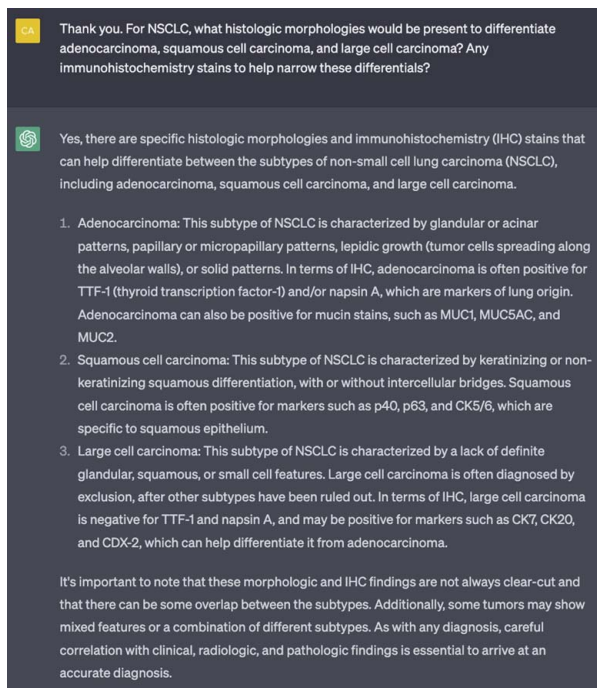 CA
Thank you. For NSCLC, what histologic morphologies would be present to differentiate
adenocarcinoma, squamous cell carcinoma, and large cell carcinoma? Any
immunohistochemistry stains to help narrow these differentials?
Yes, there are specific histologic morphologies and immunohistochemistry (IHC) stains that
can help differentiate between the subtypes of non-small cell lung carcinoma (NSCLC),
including adenocarcinoma, squamous cell carcinoma, and large cell carcinoma.
1. Adenocarcinoma: This subtype of NSCLC is characterized by glandular or acinar
patterns, papillary or micropapillary patterns, lepidic growth (tumor cells spreading along
the alveolar walls), or solid patterns. In terms of IHC, adenocarcinoma is often positive for
TTF-1 (thyroid transcription factor-1) and/or napsin A, which are markers of lung origin.
Adenocarcinoma can also be positive for mucin stains, such as MUC1, MUC5AC, and
MUC2.
2. Squamous cell carcinoma: This subtype of NSCLC is characterized by keratinizing or non-
keratinizing squamous differentiation, with or without intercellular bridges. Squamous
cell carcinoma is often positive for markers such as p40, p63, and CK5/6, which are
specific to squamous epithelium.
3. Large cell carcinoma: This subtype of NSCLC is characterized by a lack of definite
glandular, squamous, or small cell features. Large cell carcinoma is often diagnosed by
exclusion, after other subtypes have been ruled out. In terms of IHC, large cell carcinoma
is negative for TTF-1 and napsin A, and may be positive for markers such as CK7, CK20,
and CDX-2, which can help differentiate it from adenocarcinoma.
It's important to note that these morphologic and IHC findings are not always clear-cut and
that there can be some overlap between the subtypes. Additionally, some tumors may show
mixed features or a combination of different subtypes. As with any diagnosis, careful
correlation with clinical, radiologic, and pathologic findings is essential to arrive at an
accurate diagnosis.